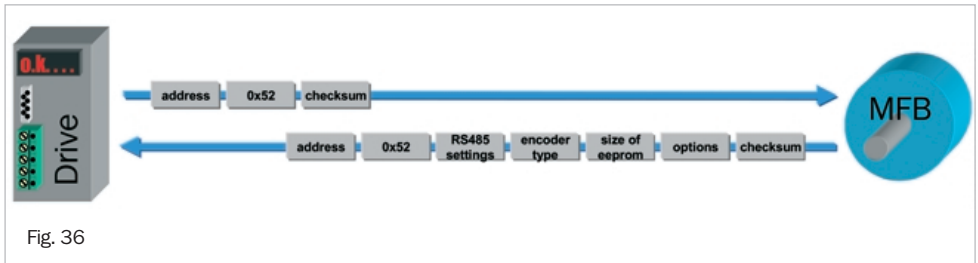 o.k....
Drive
address 0x52 checksum
MFB
address 0x52 RS485 settings encoder type size of eeprom options checksum
Fig. 36